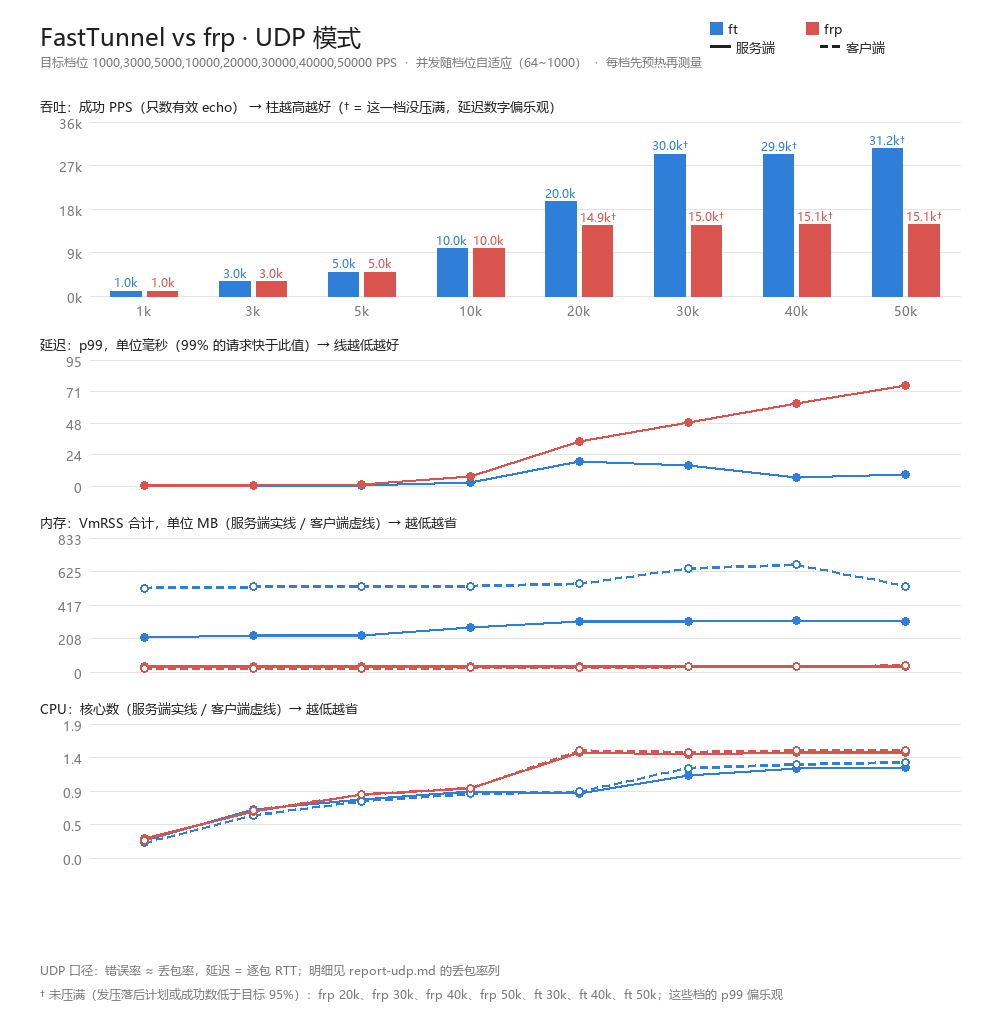 FastTunnel vs frp · UDP 模式
ft
frp
服务端
客户端
目标档位 1000,3000,5000,10000,20000,30000,40000,50000 PPS · 并发随档位自适应（64~1000） · 每档先预热再测量
吞吐：成功 PPS（只数有效 echo） → 柱越高越好（† = 这一档没压满，延迟数字偏乐观）
36k
27k
18k
9k
0k
1.0k 1.0k 3.0k 3.0k 5.0k 5.0k 10.0k 10.0k 20.0k 14.9k† 30.0k† 15.0k† 29.9k† 15.1k† 31.2k† 15.1k†
1k 3k 5k 10k 20k 30k 40k 50k
延迟：p99，单位毫秒（99% 的请求快于此值）→ 线越低越好
95
71
48
24
0
内存：VmRSS 合计，单位 MB（服务端实线 / 客户端虚线）→ 越低越省
833
625
417
208
0
CPU：核心数（服务端实线 / 客户端虚线）→ 越低越省
1.9
1.4
0.9
0.5
0.0
UDP 口径：错误率 ≈ 丢包率，延迟 = 逐包 RTT；明细见 report-udp.md 的丢包率列
† 未压满（发压落后计划或成功数低于目标 95%）：frp 20k、frp 30k、frp 40k、frp 50k、ft 30k、ft 40k、ft 50k；这些档的 p99 偏乐观